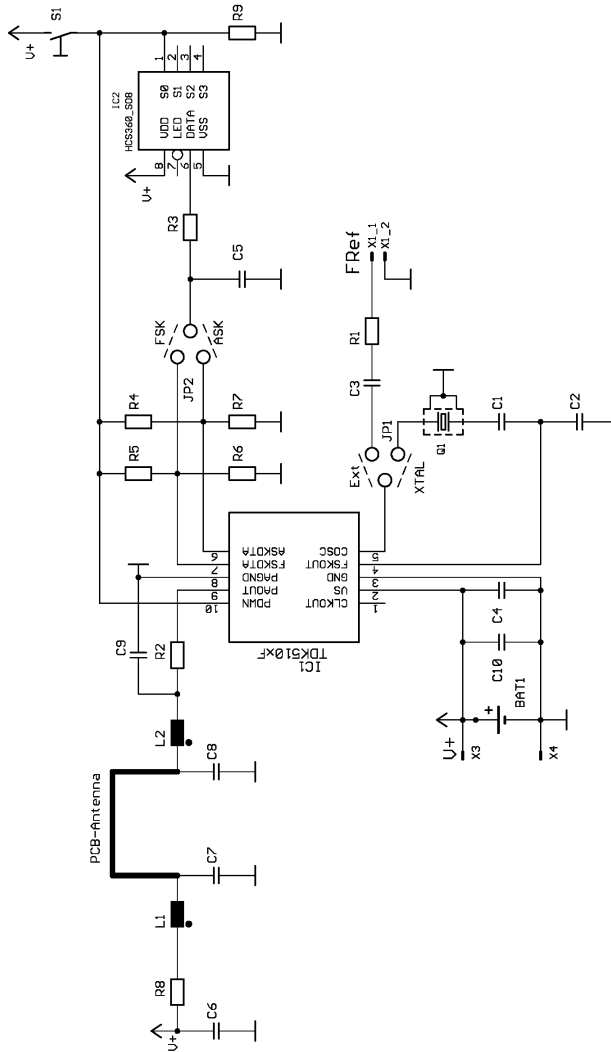 S1
V+
R9
1
2
3
4
S0
S1
S2
S3
IC2
HCS360_SO8
VDD
LED
DATA
VSS
8
7
6
5
V+
R3
C5
FSK
ASK
JP2
R4
R7
R5
R6
FRef
X1_1
X1_2
R1
C3
JP1
Ext
XTAL
Q1
C1
C2
6
7
8
9
10
ASKDTA
FSKDTA
PAGND
PAOUT
PDWN
COSC
FSKOUT
GND
VS
CLKOUT
5
4
3
2
1
IC1
TDK510xF
C9
R2
L2
C8
PCB-Antenna
C7
L1
R8
C6
V+
C4
C10
BAT1
+
V+
X3
X4